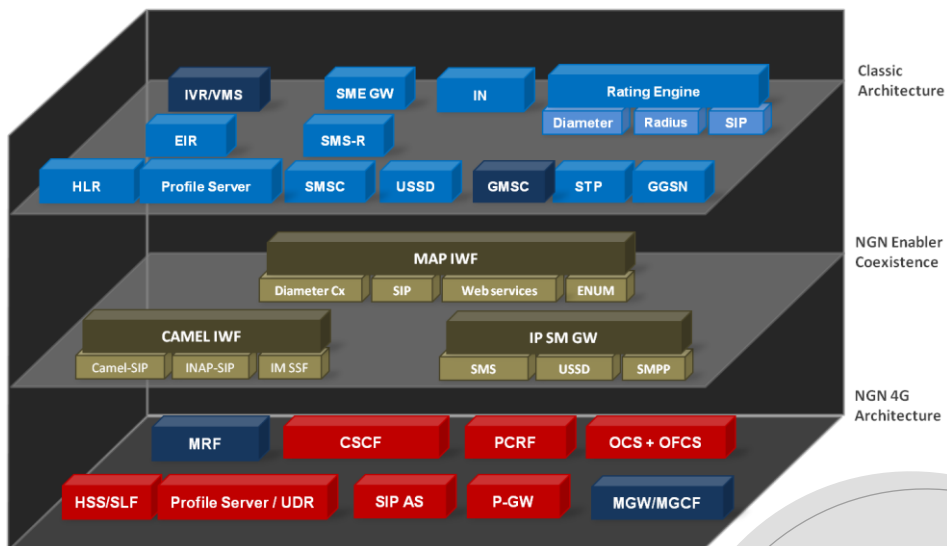 Classic
Architecture
IVR/VMS
SME GW
IN
Rating Engine
Diameter
Radius
SIP
EIR
SMS-R
HLR
Profile Server
SMSC
USSD
GMSC
STP
GGSN
NGN Enabler
Coexistence
MAP IWF
Diameter Cx
SIP
Web services
ENUM
CAMEL IWF
IP SM GW
Camel-SIP
INAP-SIP
IM SSF
SMS
USSD
SMPP
NGN 4G
Architecture
MRF
CSCF
PCRF
OCS + OFCS
HSS/SLF
Profile Server / UDR
SIP AS
P-GW
MGW/MGCF